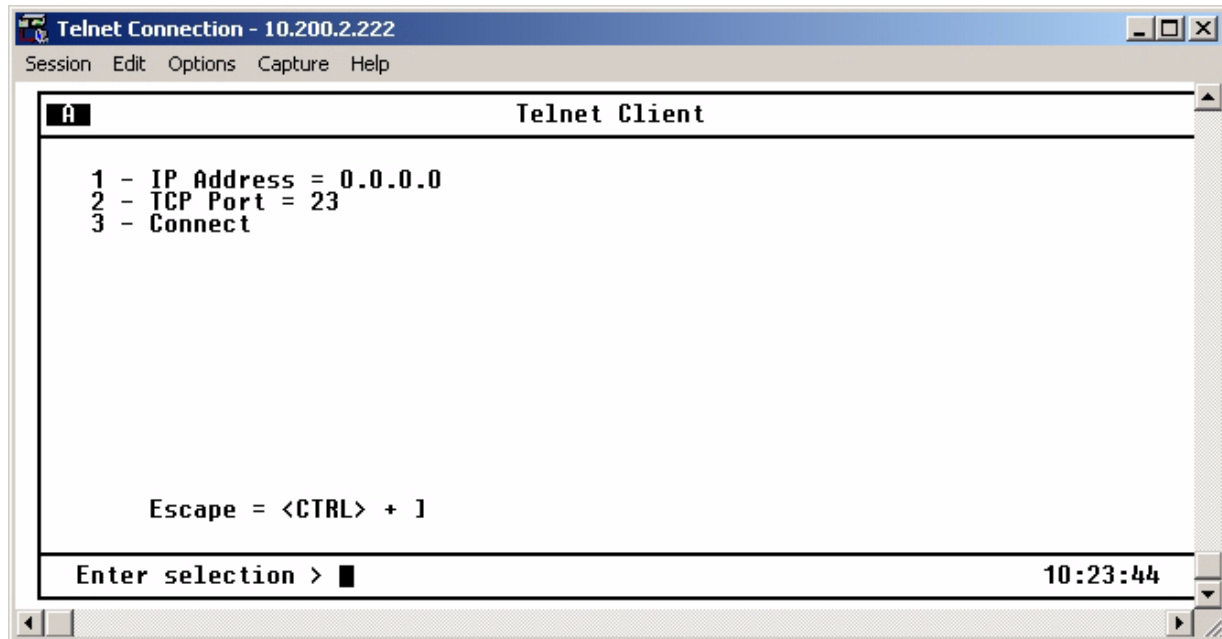 Telnet Connection - 10.200.2.222
Session Edit Options Capture Help
A Telnet Client
1 - IP Address = 0.0.0.0
2 - TCP Port = 23
3 - Connect
Escape = <CTRL> + ]
Enter selection > 10:23:44